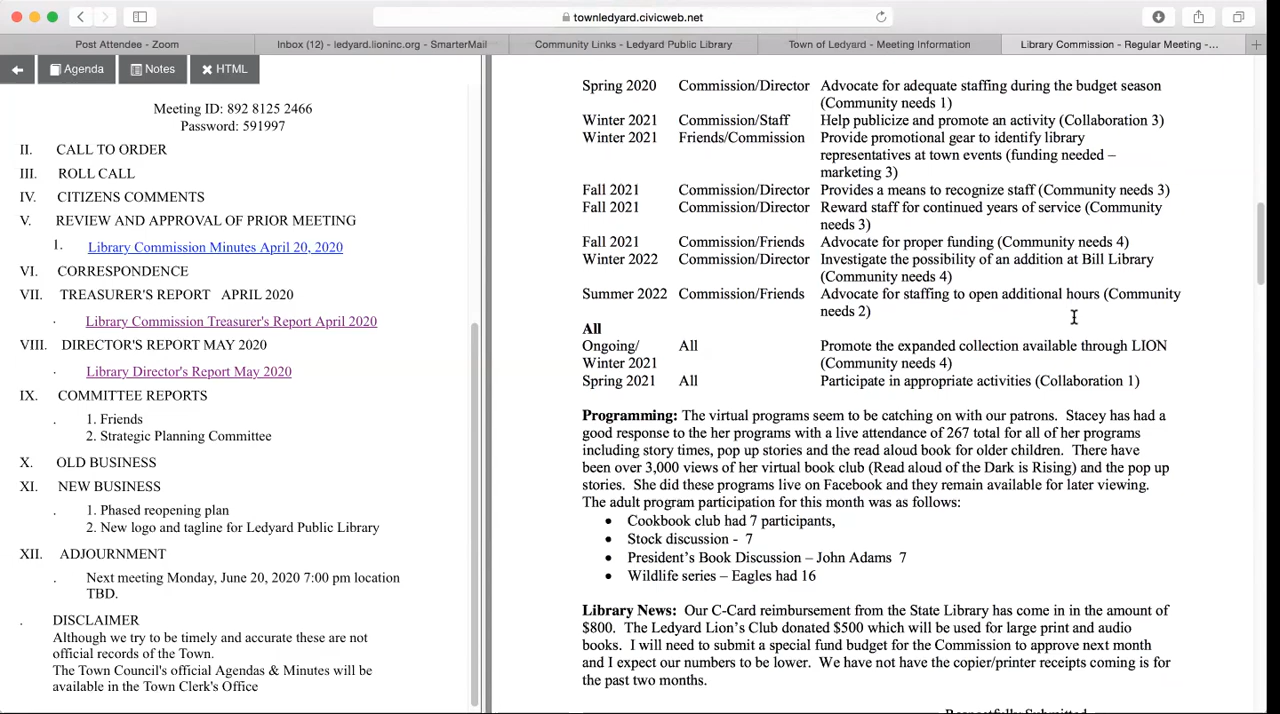 townledyard.civicweb.net
Post Attendee - Zoom
Inbox (12) - ledyard.lioninc.org - SmarterMail
Community Links - Ledyard Public Library
Town of Ledyard - Meeting Information
Library Commission - Regular Meeting -...
Agenda
Notes
HTML
Meeting ID: 892 8125 2466
Password: 591997
II. CALL TO ORDER
III. ROLL CALL
IV. CITIZENS COMMENTS
V. REVIEW AND APPROVAL OF PRIOR MEETING
I. Library Commission Minutes April 20, 2020
VI. CORRESPONDENCE
VII. TREASURER'S REPORT APRIL 2020
. Library Commission Treasurer's Report April 2020
VIII. DIRECTOR'S REPORT MAY 2020
. Library Director's Report May 2020
IX. COMMITTEE REPORTS
. 1. Friends
2. Strategic Planning Committee
X. OLD BUSINESS
XI. NEW BUSINESS
. 1. Phased reopening plan
2. New logo and tagline for Ledyard Public Library
XII. ADJOURNMENT
. Next meeting Monday, June 20, 2020 7:00 pm location
TBD.
. DISCLAIMER
Although we try to be timely and accurate these are not
official records of the Town.
The Town Council's official Agendas & Minutes will be
available in the Town Clerk's Office
Spring 2020 Commission/Director Advocate for adequate staffing during the budget season
(Community needs 1)
Winter 2021 Commission/Staff Help publicize and promote an activity (Collaboration 3)
Winter 2021 Friends/Commission Provide promotional gear to identify library
representatives at town events (funding needed –
marketing 3)
Fall 2021 Commission/Director Provides a means to recognize staff (Community needs 3)
Fall 2021 Commission/Director Reward staff for continued years of service (Community
needs 3)
Fall 2021 Commission/Friends Advocate for proper funding (Community needs 4)
Winter 2022 Commission/Director Investigate the possibility of an addition at Bill Library
(Community needs 4)
Summer 2022 Commission/Friends Advocate for staffing to open additional hours (Community
needs 2)
All
Ongoing/ All Promote the expanded collection available through LION
Winter 2021 (Community needs 4)
Spring 2021 All Participate in appropriate activities (Collaboration 1)
Programming: The virtual programs seem to be catching on with our patrons. Stacey has had a
good response to the her programs with a live attendance of 267 total for all of her programs
including story times, pop up stories and the read aloud book for older children. There have
been over 3,000 views of her virtual book club (Read aloud of the Dark is Rising) and the pop up
stories. She did these programs live on Facebook and they remain available for later viewing.
The adult program participation for this month was as follows:
• Cookbook club had 7 participants,
• Stock discussion - 7
• President's Book Discussion – John Adams 7
• Wildlife series – Eagles had 16
Library News: Our C-Card reimbursement from the State Library has come in in the amount of
$800. The Ledyard Lion's Club donated $500 which will be used for large print and audio
books. I will need to submit a special fund budget for the Commission to approve next month
and I expect our numbers to be lower. We have not have the copier/printer receipts coming is for
the past two months.
Respectfully Submitted